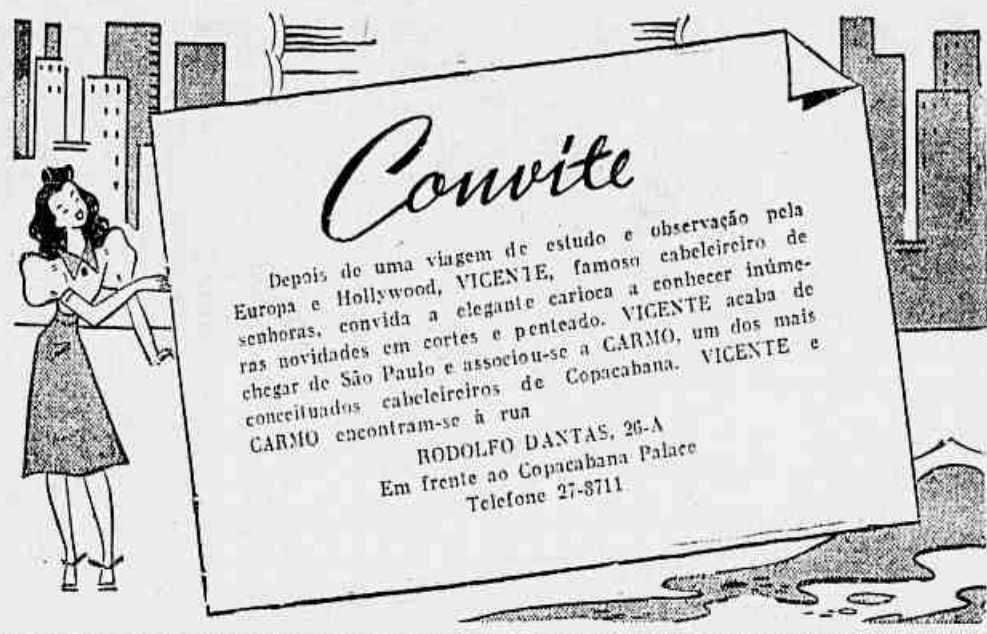 Convite
Depois de uma viagem de estudo e observação pela
Europa e Hollywood, VICENTE, famoso cabeleireiro de
senhoras, convida a elegante carioca a conhecer inúme-
ras novidades em cortes e penteado. VICENTE acaba de
chegar de São Paulo e associou-se a CARMO, um dos mais
conceituados cabeleireiros de Copacabana. VICENTE e
CARMO encontram-se à rua
RODOLFO DANTAS, 26-A
Em frente ao Copacabana Palace
Telefone 27-8711